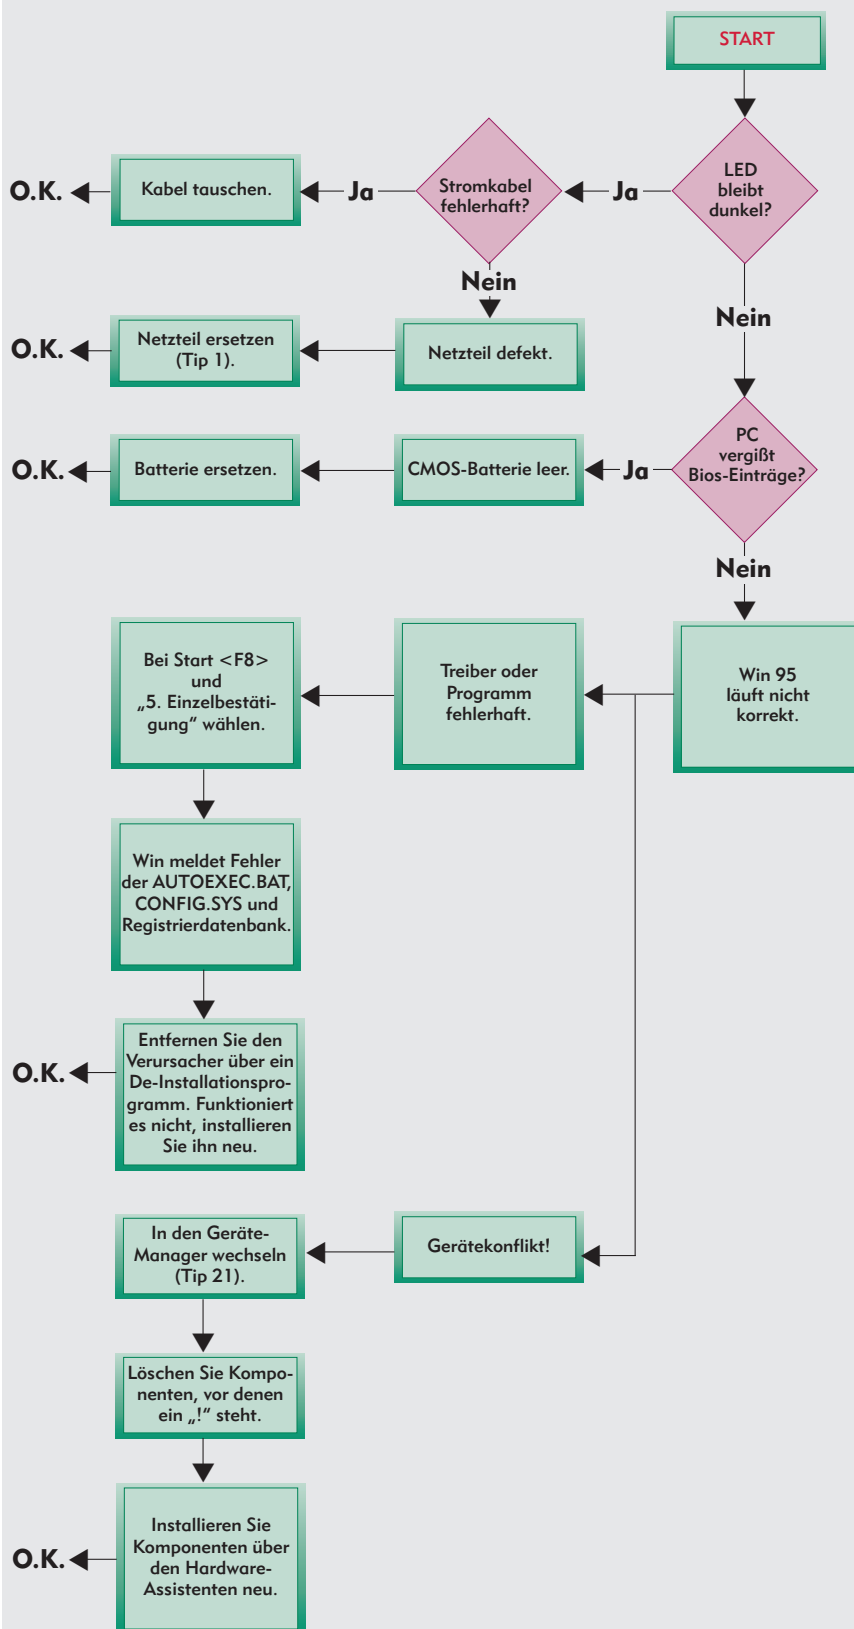 START
LED
bleibt
dunkel?
Ja
Stromkabel
fehlerhaft?
Ja
Kabel tauschen.
O.K.
Nein
Netzteil defekt.
Netzteil ersetzen
(Tip 1).
O.K.
Nein
PC
vergißt
Bios-Einträge?
Ja
CMOS-Batterie leer.
Batterie ersetzen.
O.K.
Nein
Win 95
läuft nicht
korrekt.
Treiber oder
Programm
fehlerhaft.
Bei Start <F8>
und
„5. Einzelbestäti-
gung“ wählen.
Win meldet Fehler
der AUTOEXEC.BAT,
CONFIG.SYS und
Registrierdatenbank.
Entfernen Sie den
Verursacher über ein
De-Installationspro-
gramm. Funktioniert
es nicht, installieren
Sie ihn neu.
O.K.
Gerätekonflikt!
In den Geräte-
Manager wechseln
(Tip 21).
Löschen Sie Kompo-
nenten, vor denen
ein „!“ steht.
Installieren Sie
Komponenten über
den Hardware-
Assistenten neu.
O.K.